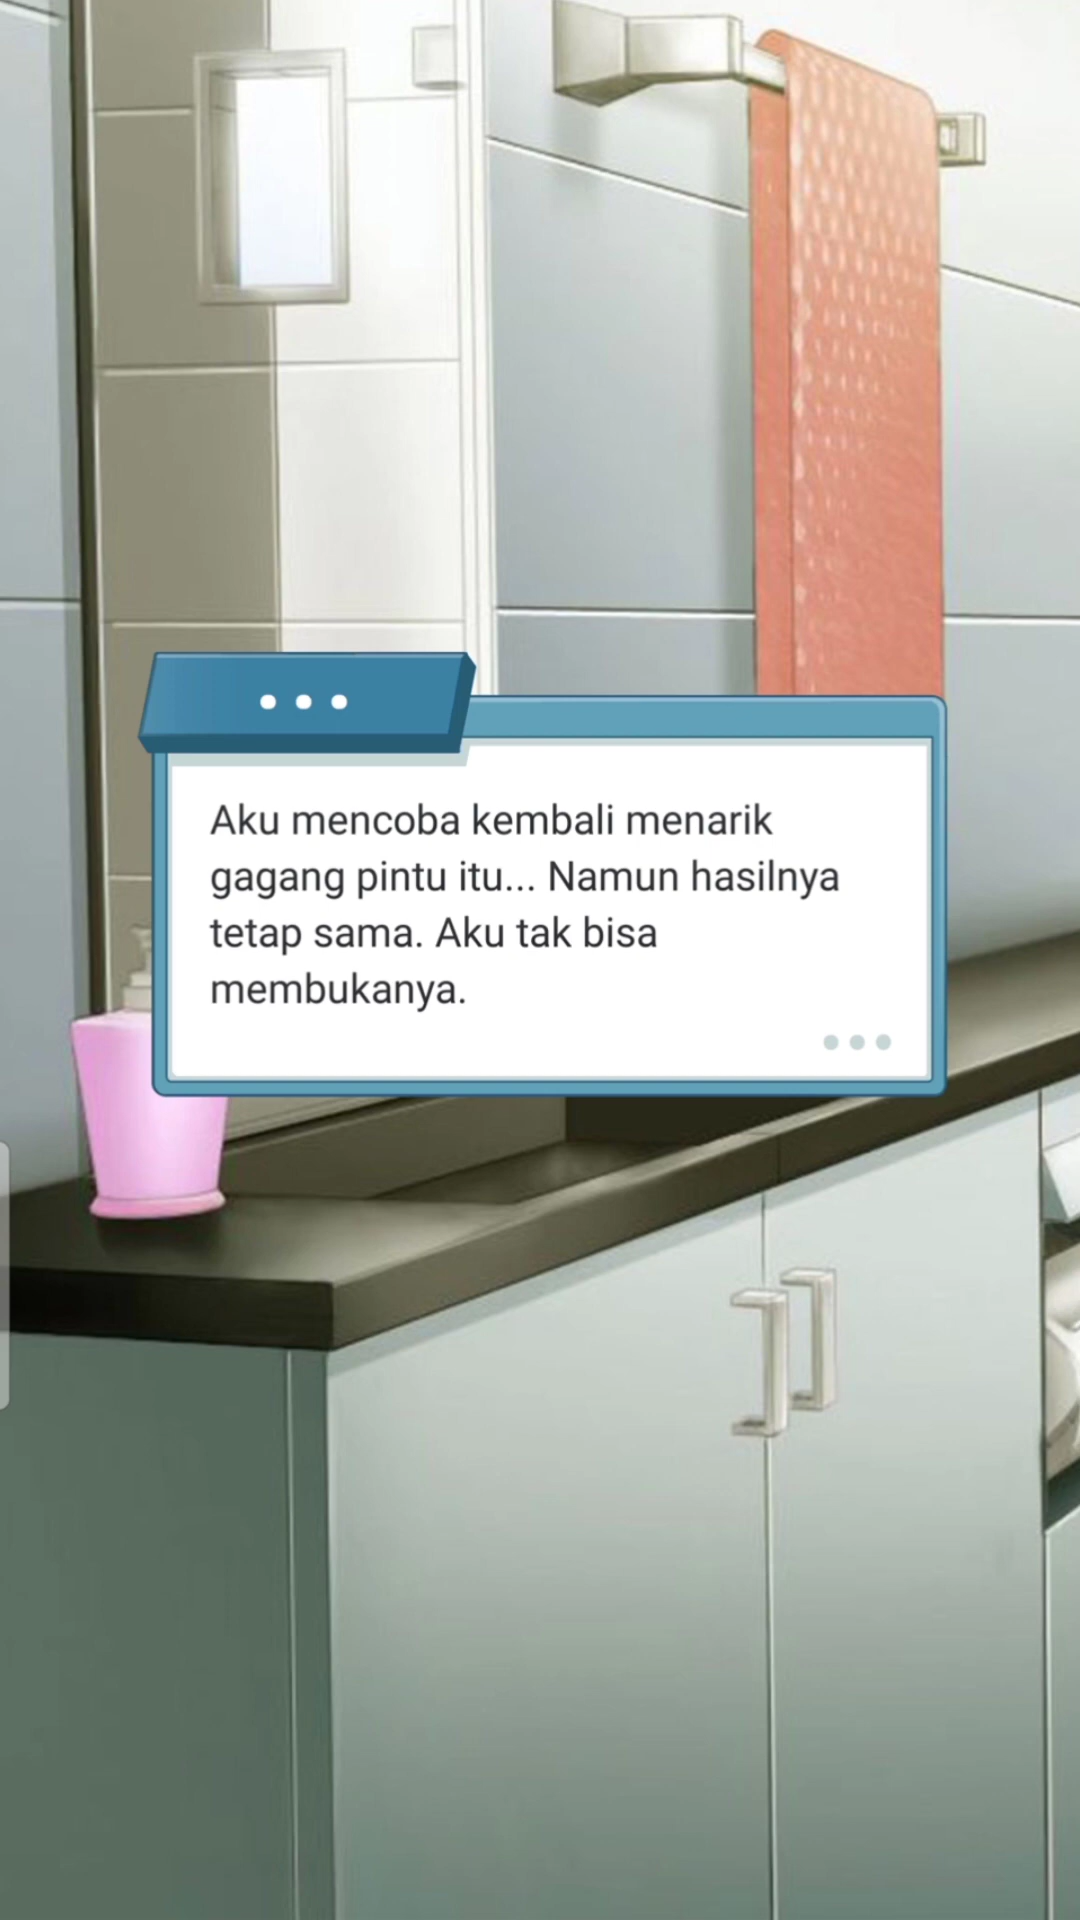 Aku mencoba kembali menarik
gagang pintu itu... Namun hasilnya
tetap sama. Aku tak bisa
membukanya.